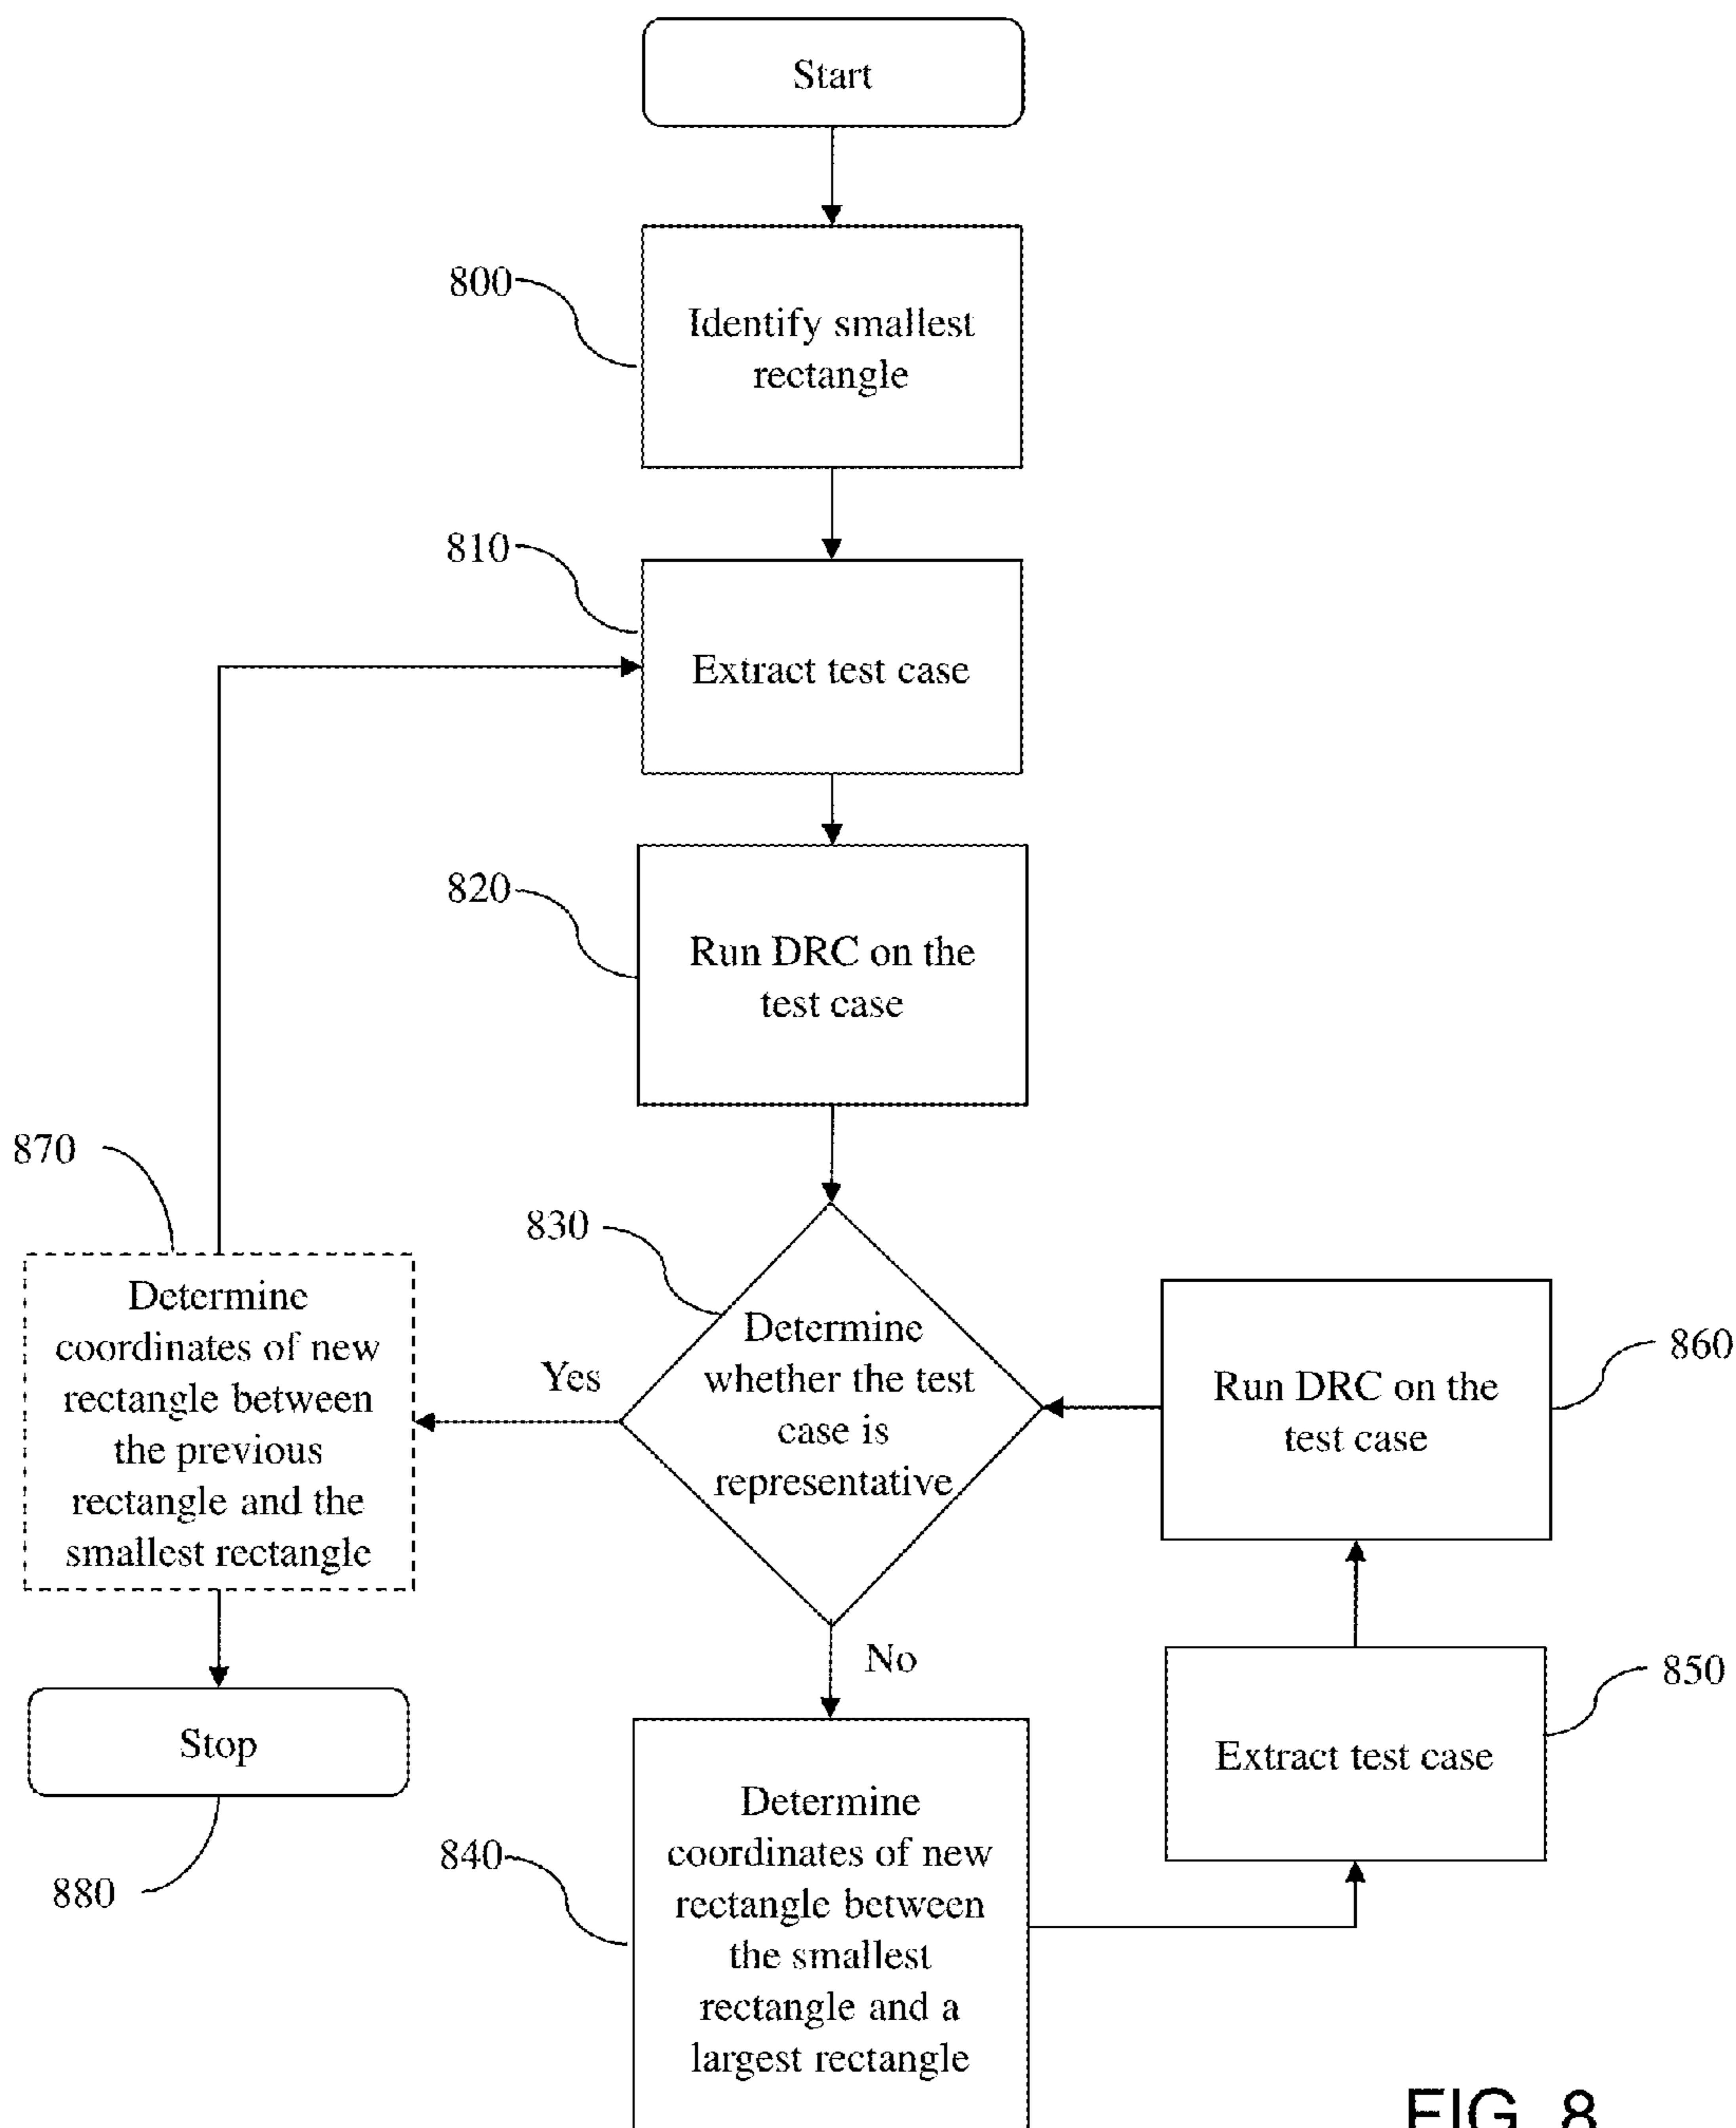 Start
800
Identify smallest
rectangle
810
Extract test case
820
Run DRC on the
test case
870
830
Determine
coordinates of new
rectangle between
the previous
rectangle and the
smallest rectangle
Yes
Determine
whether the test
case is
representative
860
Run DRC on the
test case
No
850
Extract test case
Stop
880
840
Determine
coordinates of new
rectangle between
the smallest
rectangle and a
largest rectangle
FIG. 8